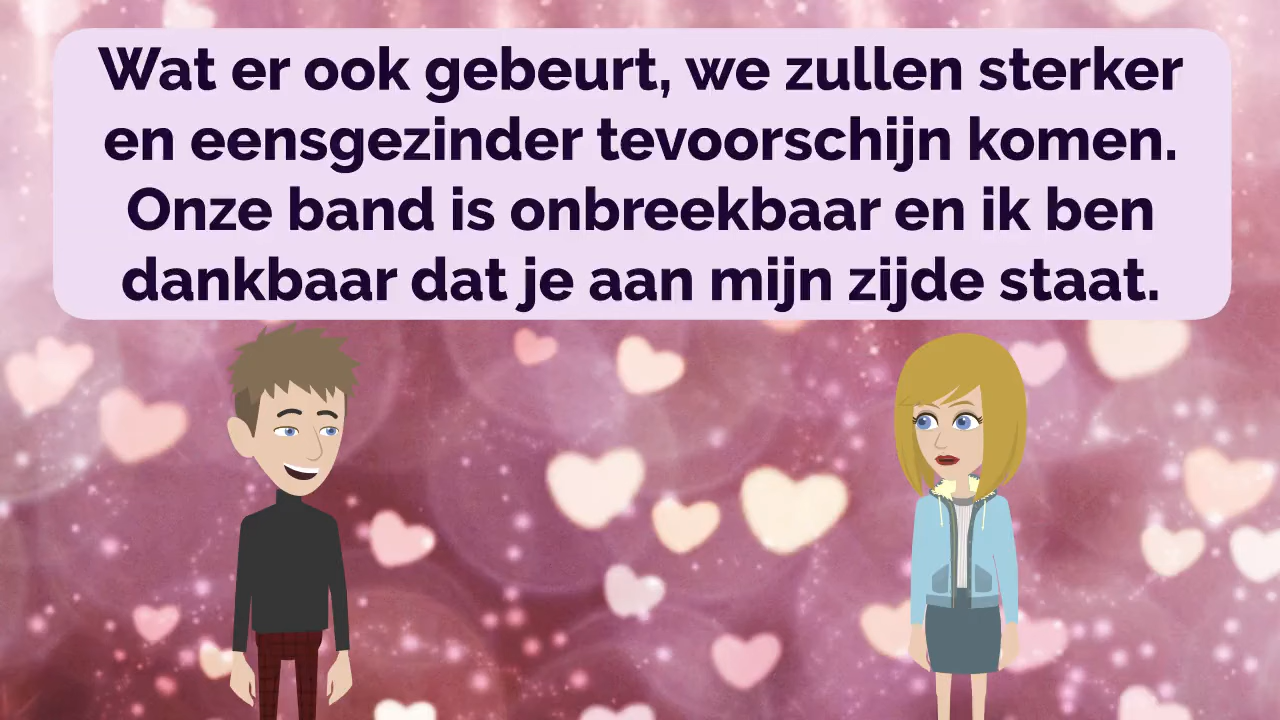 Wat er ook gebeurt, we zullen sterker
en eensgezinder tevoorschijn komen.
Onze band is onbreekbaar en ik ben
dankbaar dat je aan mijn zijde staat.